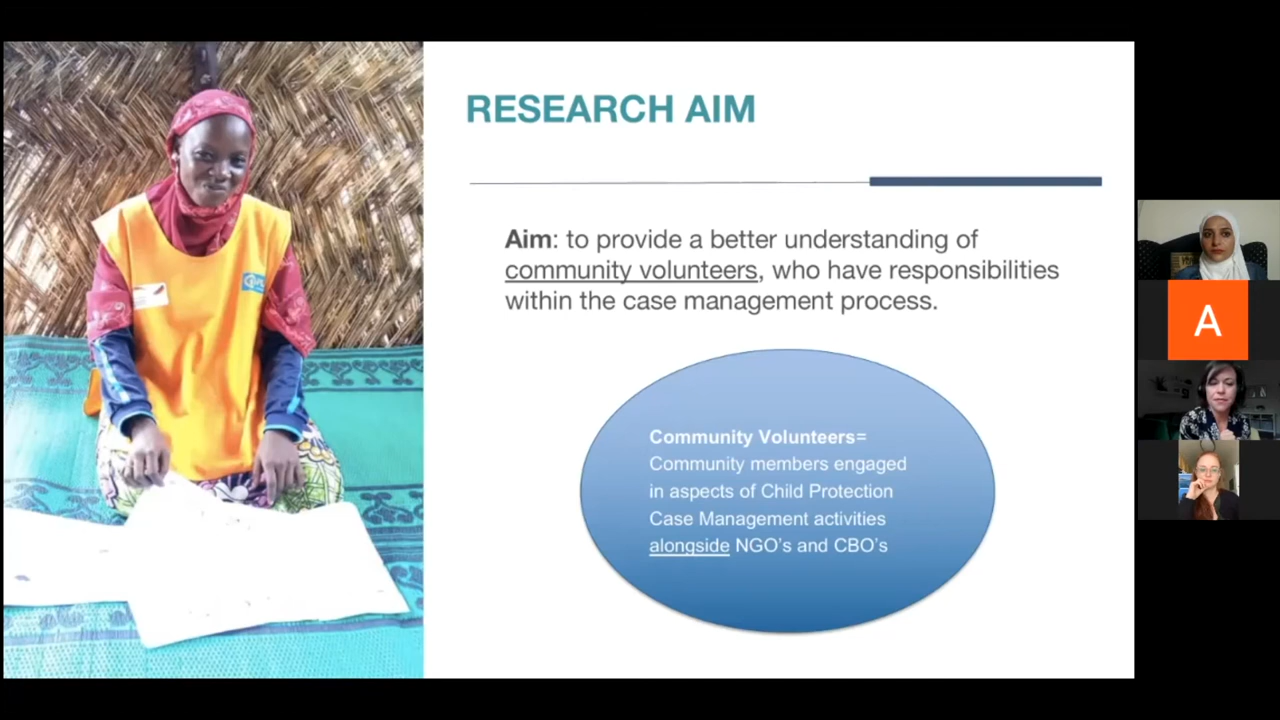 RESEARCH AIM
Aim: to provide a better understanding of
community volunteers, who have responsibilities
within the case management process.
Community Volunteers=
Community members engaged
in aspects of Child Protection
Case Management activities
alongside NGO's and CBO's
A